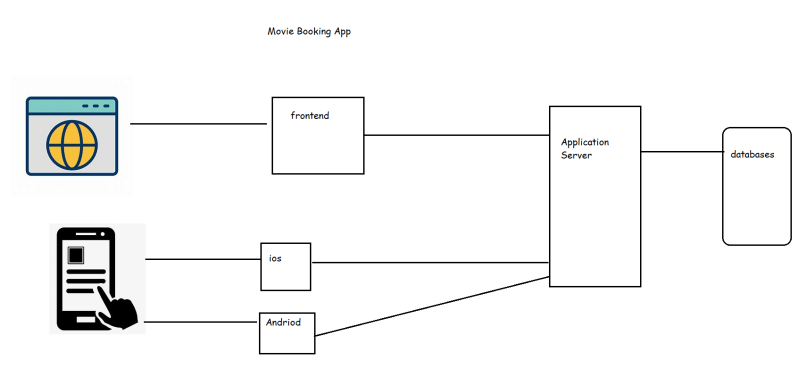 Movie Booking App
frontend
Application
Server
databases
ios
Andriod